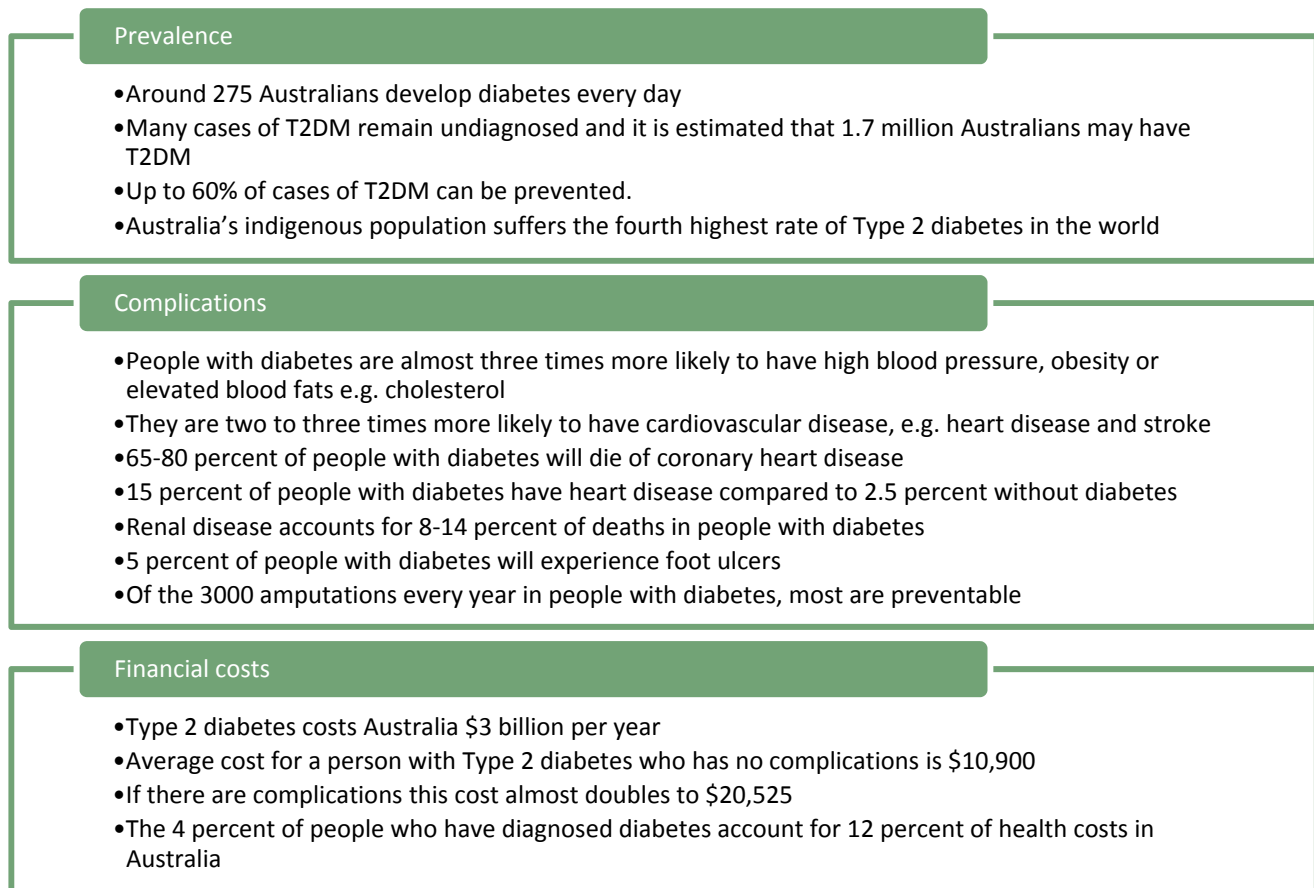 Prevalence
•Around 275 Australians develop diabetes every day
•Many cases of T2DM remain undiagnosed and it is estimated that 1.7 million Australians may have
T2DM
•Up to 60% of cases of T2DM can be prevented.
•Australia’s indigenous population suffers the fourth highest rate of Type 2 diabetes in the world
Complications
•People with diabetes are almost three times more likely to have high blood pressure, obesity or
elevated blood fats e.g. cholesterol
•They are two to three times more likely to have cardiovascular disease, e.g. heart disease and stroke
•65-80 percent of people with diabetes will die of coronary heart disease
•15 percent of people with diabetes have heart disease compared to 2.5 percent without diabetes
•Renal disease accounts for 8-14 percent of deaths in people with diabetes
•5 percent of people with diabetes will experience foot ulcers
•Of the 3000 amputations every year in people with diabetes, most are preventable
Financial costs
•Type 2 diabetes costs Australia $3 billion per year
•Average cost for a person with Type 2 diabetes who has no complications is $10,900
•If there are complications this cost almost doubles to $20,525
•The 4 percent of people who have diagnosed diabetes account for 12 percent of health costs in
Australia